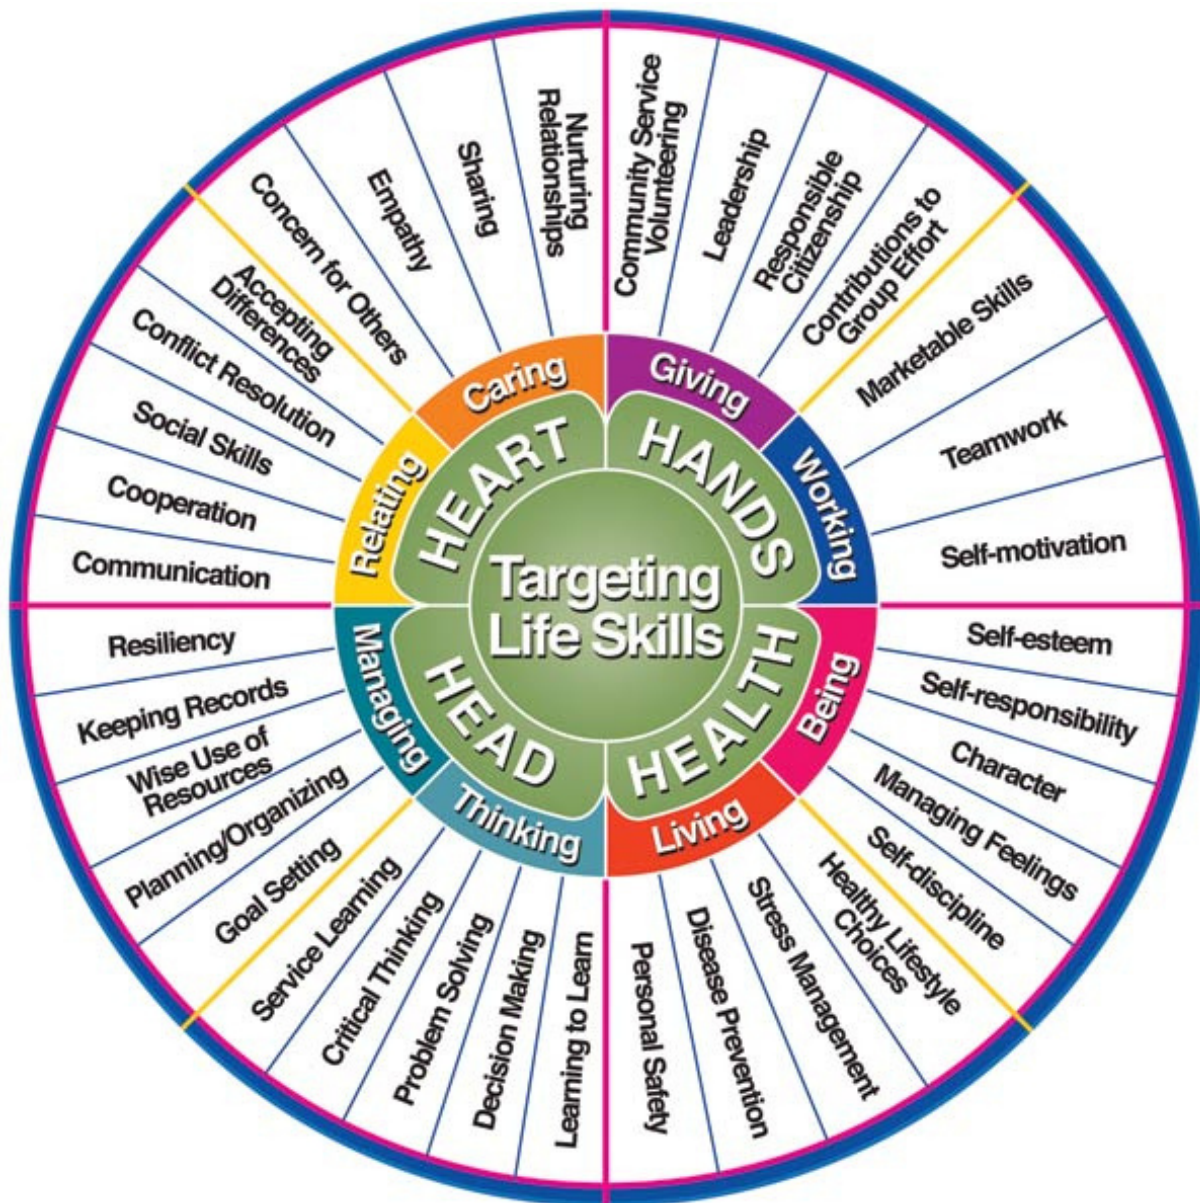 Targeting
Life Skills
HEART
Caring
Concern for Others
Empathy
Sharing
Nurturing
Relationships
Relating
Accepting
Differences
Conflict Resolution
Social Skills
Cooperation
Communication
HANDS
Giving
Community Service
Volunteering
Leadership
Responsible
Citizenship
Contributions to
Group Effort
Working
Marketable Skills
Teamwork
Self-motivation
HEALTH
Being
Self-esteem
Self-responsibility
Character
Managing Feelings
Self-discipline
Living
Healthy Lifestyle
Choices
Stress Management
Disease Prevention
Personal Safety
HEAD
Thinking
Learning to Learn
Decision Making
Problem Solving
Critical Thinking
Service Learning
Managing
Goal Setting
Planning/Organizing
Wise Use of
Resources
Keeping Records
Resiliency